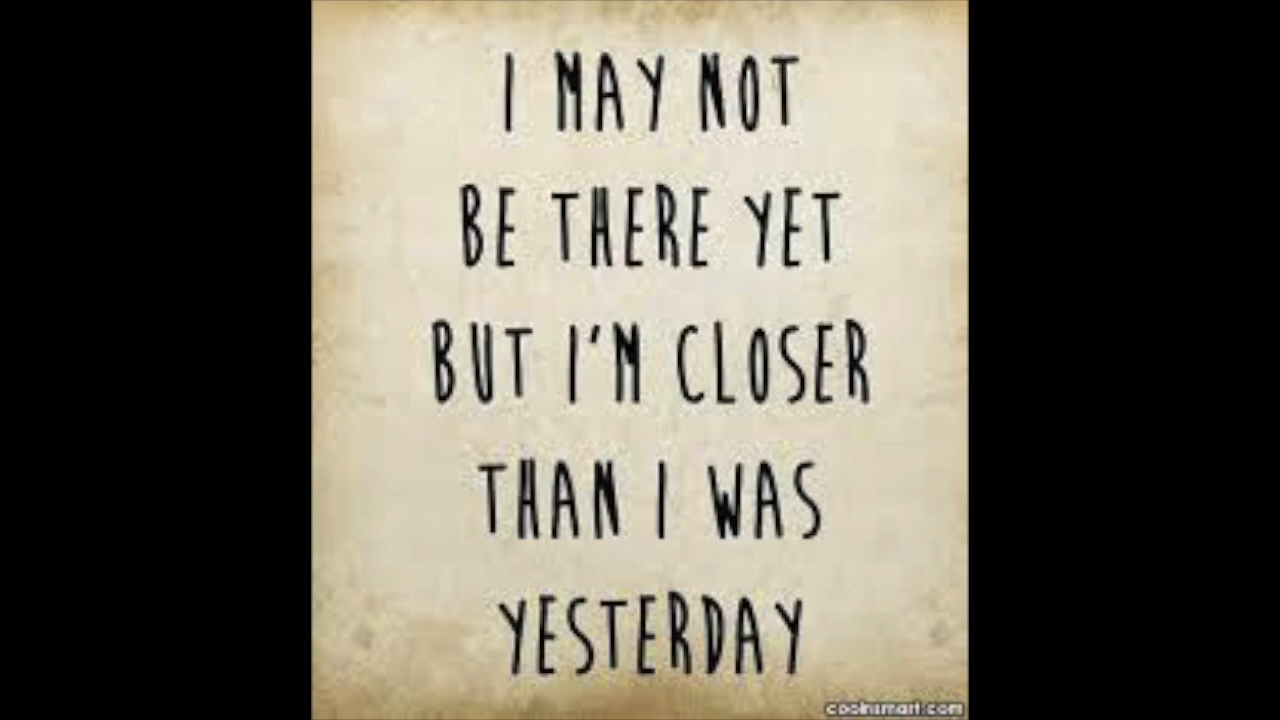 I MAY NOT
BE THERE YET
BUT I'M CLOSER
THAN I WAS
YESTERDAY
coolnsmart.com